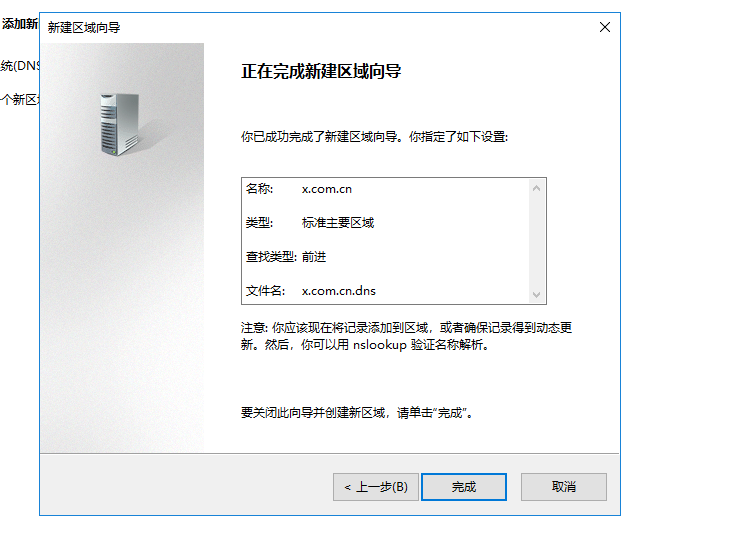 添加新
统(DNS
个新区
新建区域向导
正在完成新建区域向导
你已成功完成了新建区域向导。你指定了如下设置:
名称: x.com.cn
类型: 标准主要区域
查找类型: 前进
文件名: x.com.cn.dns
注意: 你应该现在将记录添加到区域，或者确保记录得到动态更
新。然后，你可以用 nslookup 验证名称解析。
要关闭此向导并创建新区域，请单击“完成”。
< 上一步(B)
完成
取消